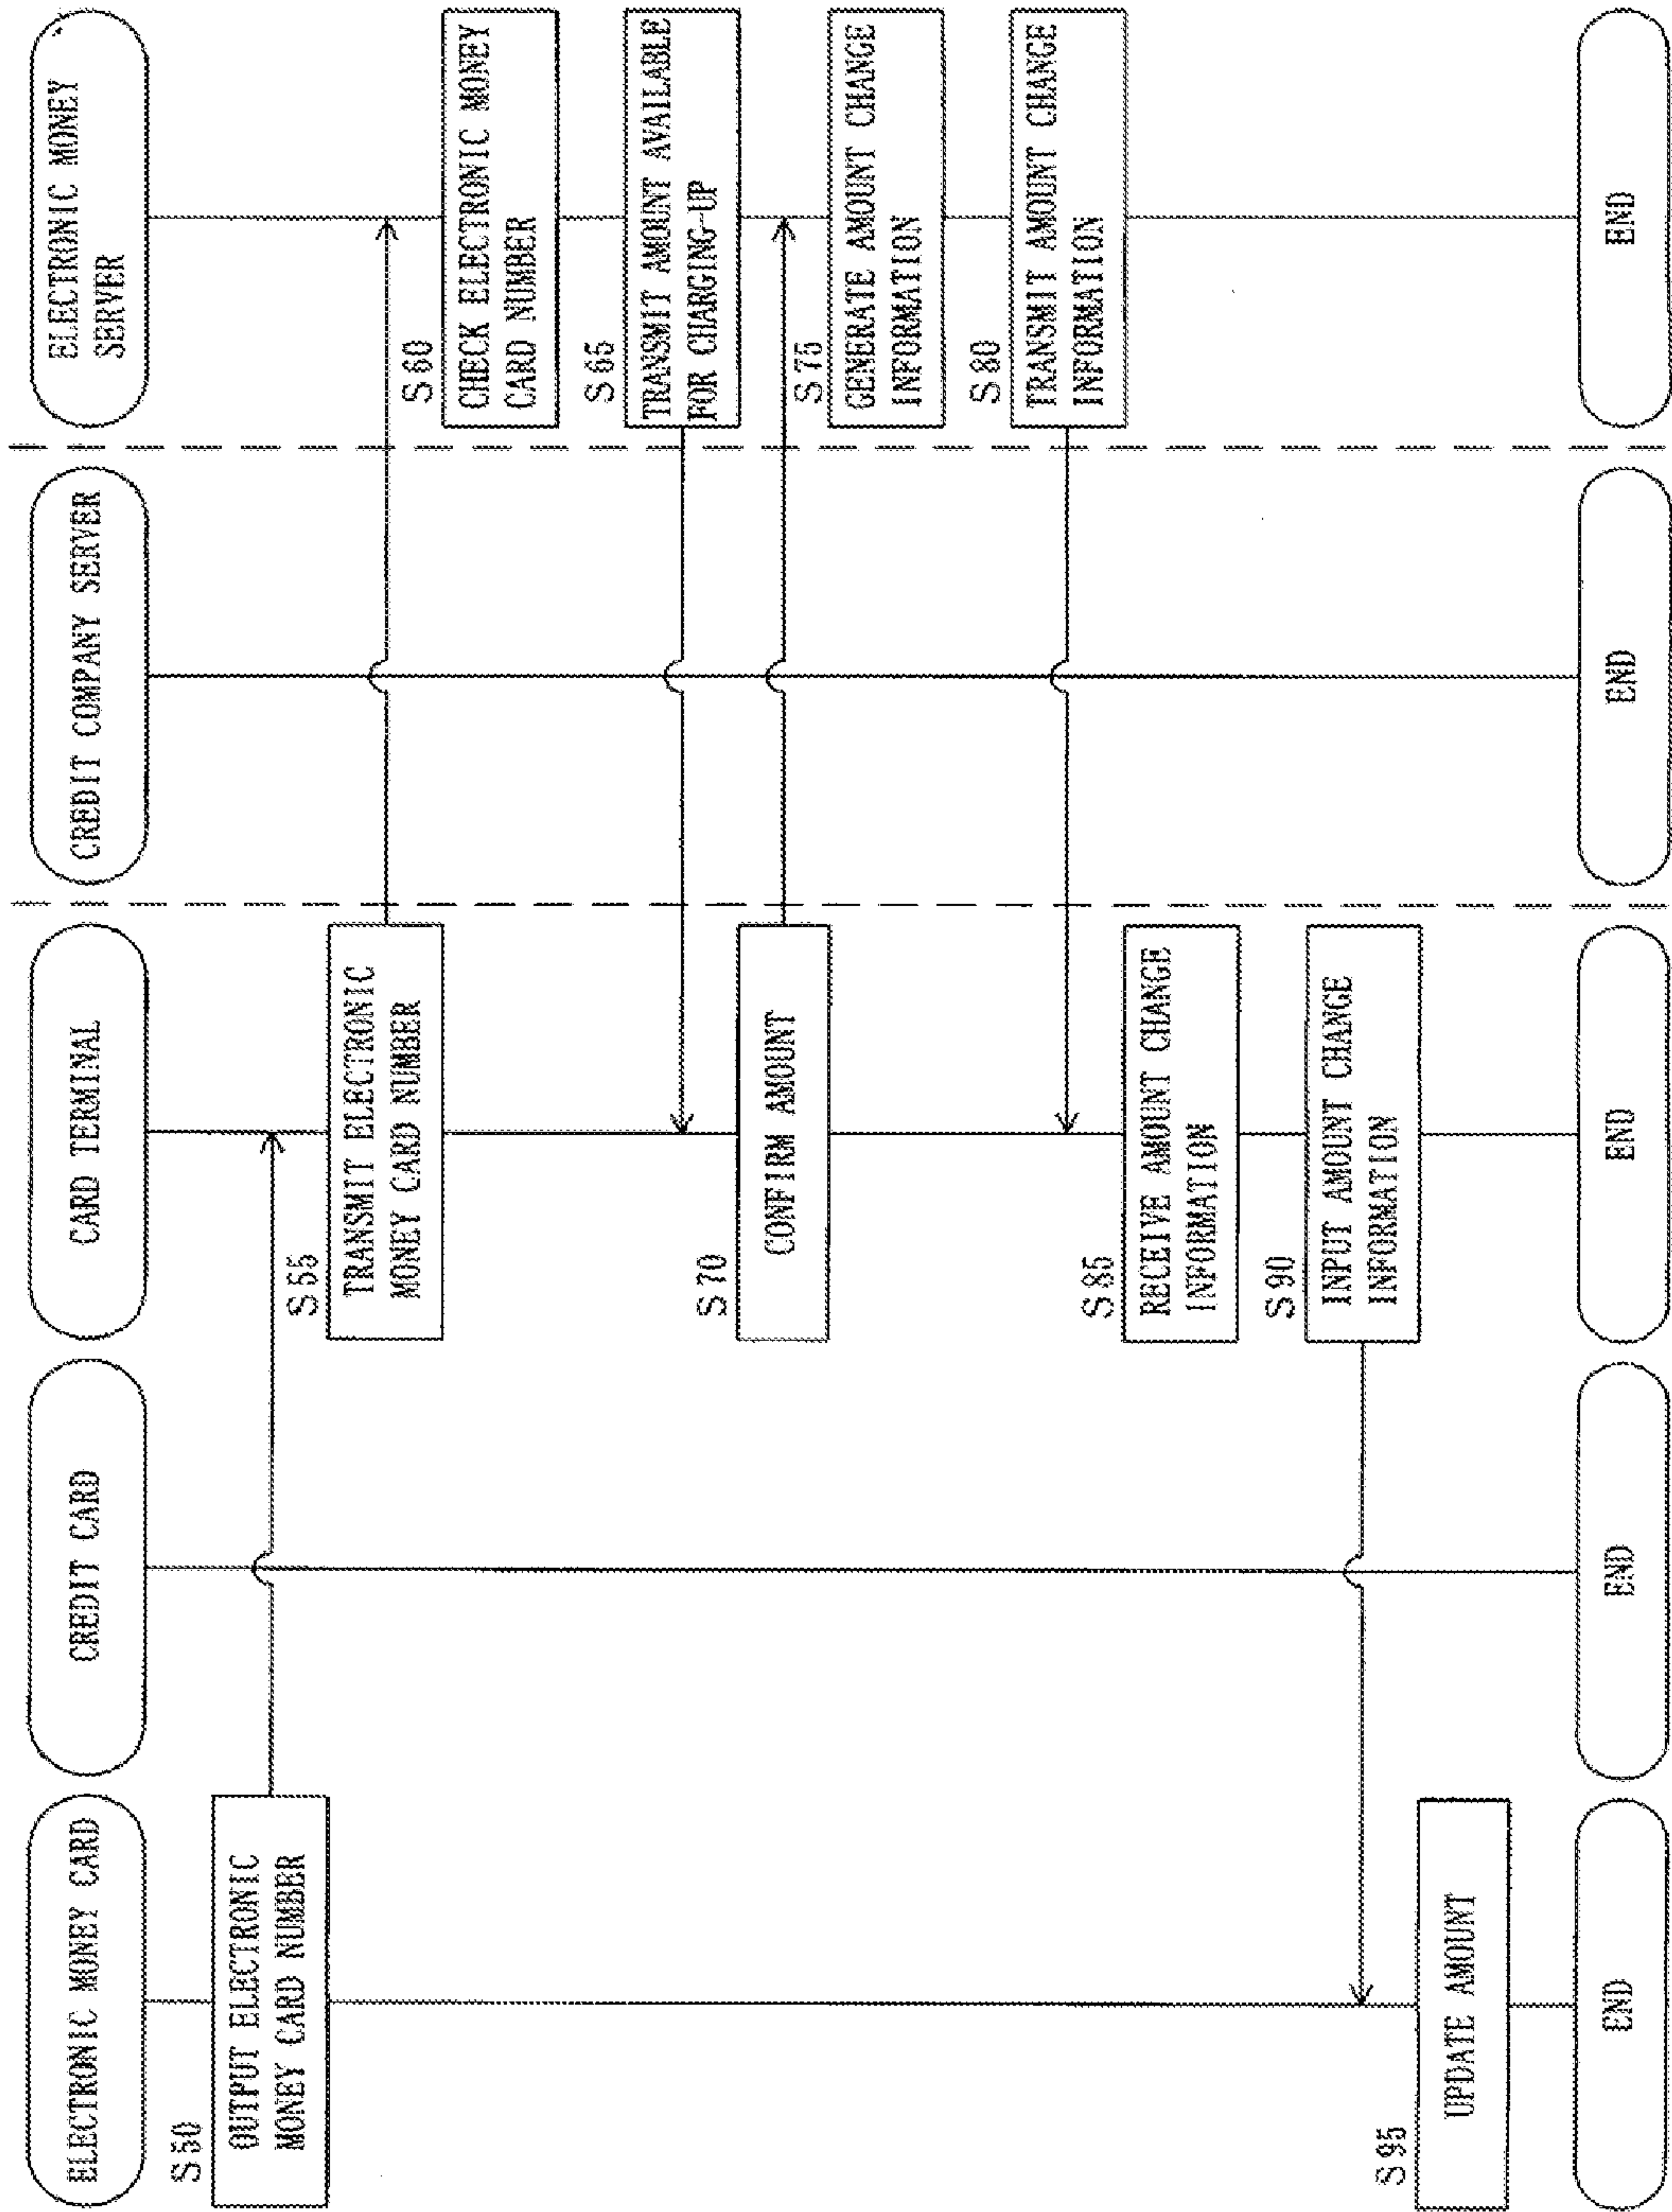 ELECTRONIC MONEY CARD
CREDIT CARD
CARD TERMINAL
CREDIT COMPANY SERVER
ELECTRONIC MONEY
SERVER
S50
OUTPUT ELECTRONIC
MONEY CARD NUMBER
S55
TRANSMIT ELECTRONIC
MONEY CARD NUMBER
S60
CHECK ELECTRONIC MONEY
CARD NUMBER
S65
TRANSMIT AMOUNT AVAILABLE
FOR CHARGING-UP
S70
CONFIRM AMOUNT
S75
GENERATE AMOUNT CHANGE
INFORMATION
S80
TRANSMIT AMOUNT CHANGE
INFORMATION
S85
RECEIVE AMOUNT CHANGE
INFORMATION
S90
INPUT AMOUNT CHANGE
INFORMATION
S95
UPDATE AMOUNT
END
END
END
END
END